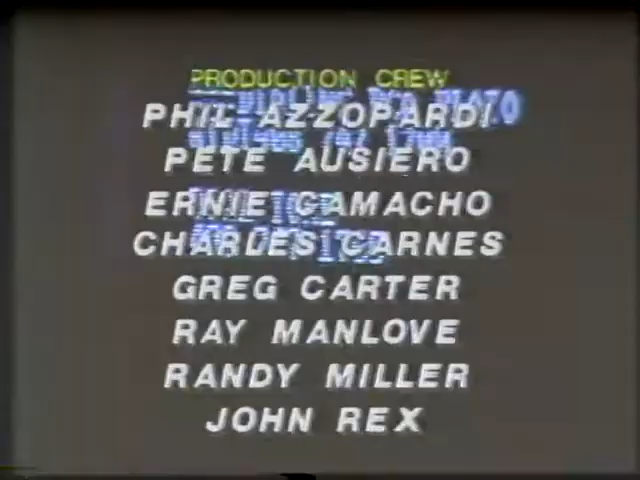 PRODUCTION CREW
PHIL AZZOPARDI
PETE AUSIERO
ERNIE CAMACHO
CHARLES CARNES
GREG CARTER
RAY MANLOVE
RANDY MILLER
JOHN REX